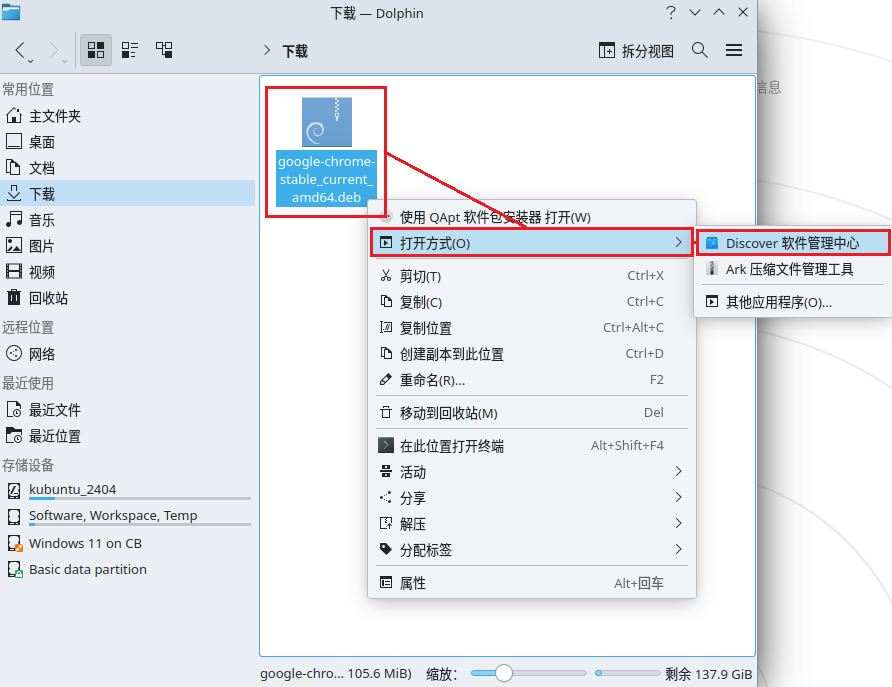 下载 — Dolphin
下载
拆分视图
常用位置
主文件夹
桌面
文档
下载
音乐
图片
视频
回收站
远程位置
网络
最近使用
最近文件
最近位置
存储设备
kubuntu_2404
Software, Workspace, Temp
Windows 11 on CB
Basic data partition
google-chrome-
stable_current_
amd64.deb
信息
使用 QApt 软件包安装器 打开(W)
打开方式(O)
剪切(T) Ctrl+X
复制(C) Ctrl+C
复制位置 Ctrl+Alt+C
创建副本到此位置 Ctrl+D
重命名(R)... F2
移动到回收站(M) Del
在此位置打开终端 Alt+Shift+F4
活动
分享
解压
分配标签
属性 Alt+回车
Discover 软件管理中心
Ark 压缩文件管理工具
其他应用程序(O)...
google-chro... 105.6 MiB) 缩放: 剩余 137.9 GiB